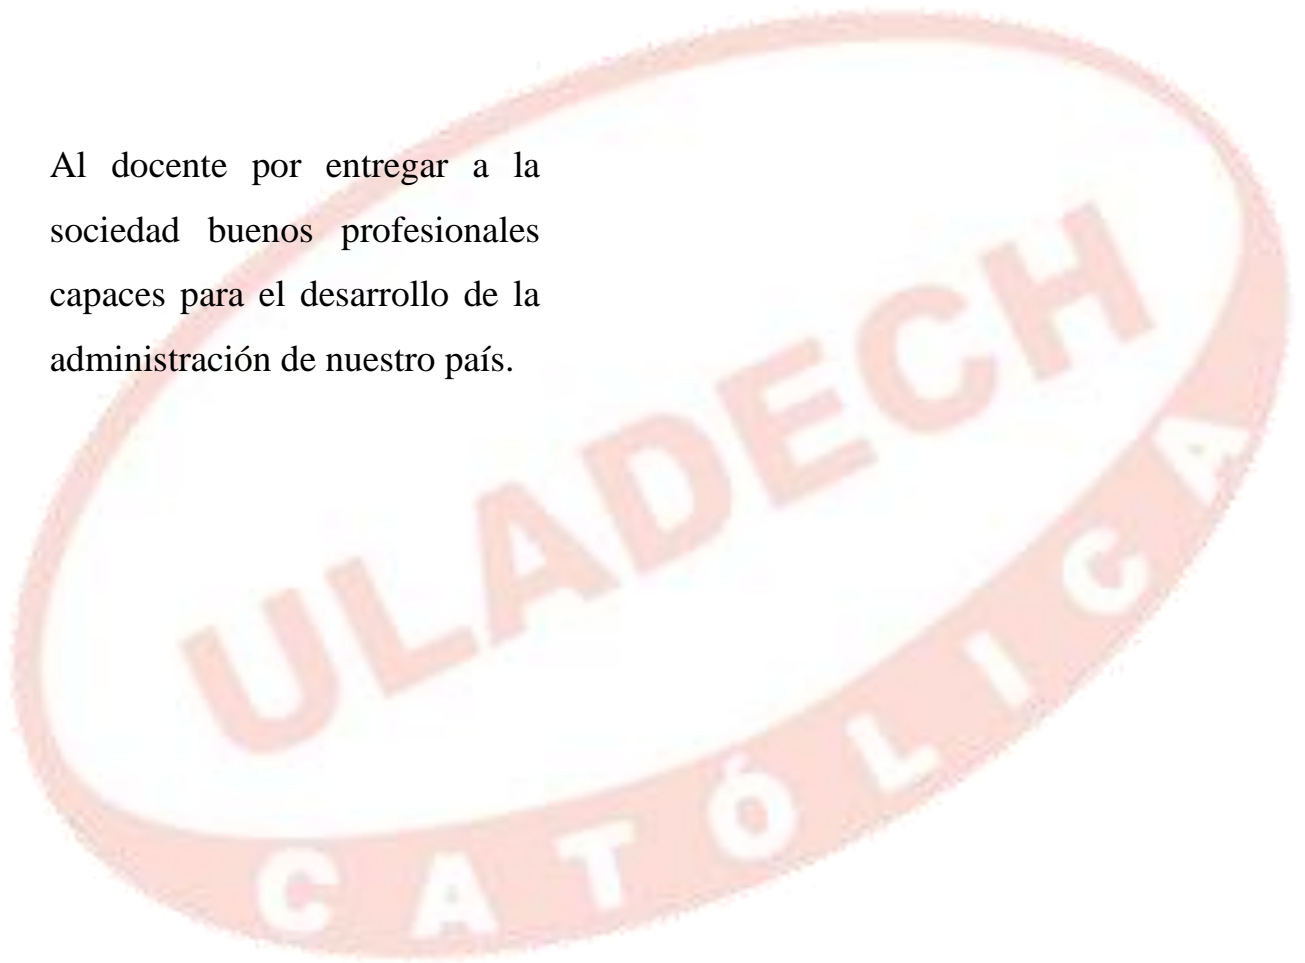 Al docente por entregar a la
sociedad buenos profesionales
capaces para el desarrollo de la
administración de nuestro país.
ULADECH
CATÓLICA